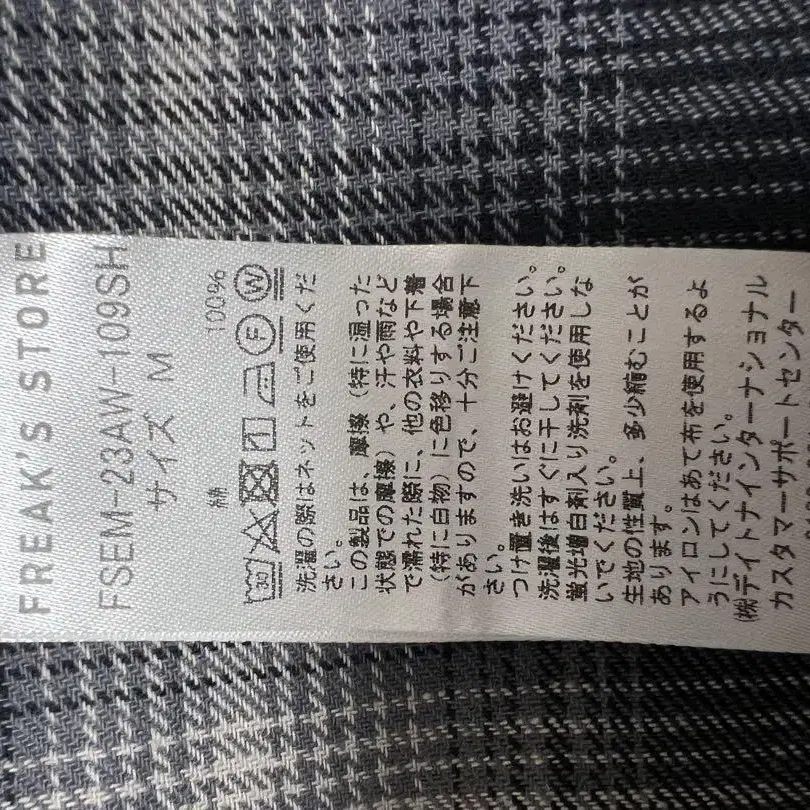 FREAK'S STORE
FSEM-23AW-109SH
サイズ M
綿 100%
30 F W
洗濯の際はネットをご使用くだ
さい。
この製品は、摩擦（特に湿った
状態での摩擦）や、汗や雨など
で濡れた際に、他の衣料や下着
（特に白物）に色移りする場合
がありますので、十分ご注意下
さい。
つけ置き洗いはお避けください。
洗濯後はすぐに干してください。
蛍光増白剤入り洗剤を使用しな
いでください。
生地の性質上、多少縮むことが
あります。
アイロンはあて布を使用するよ
うにしてください。
㈱デイトナインターナショナル
カスタマーサポートセンター